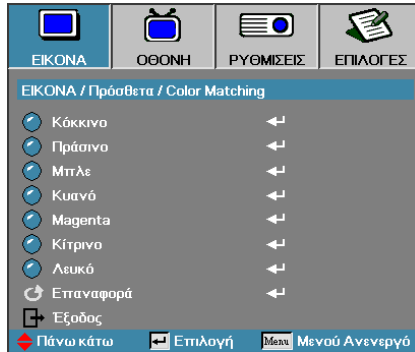 ΕΙΚΟΝΑ ΟΘΟΝΗ ΡΥΘΜΙΣΕΙΣ ΕΠΙΛΟΓΕΣ
ΕΙΚΟΝΑ / Πρόσθετα / Color Matching
Κόκκινο
Πράσινο
Μπλε
Κυανό
Magenta
Κίτρινο
Λευκό
Επαναφορά
Έξοδος
Πάνω κάτω Επιλογή Menu Μενού Ανενεργό